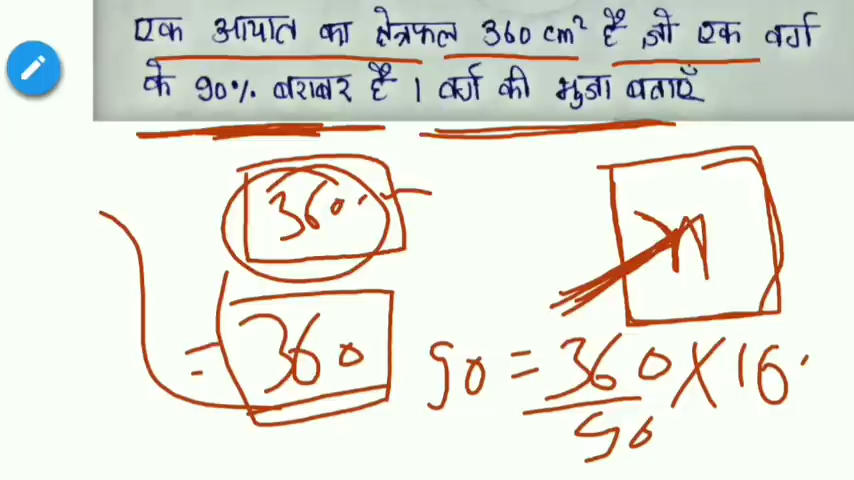 एक आयात का क्षेत्रफल 360 cm² है जो एक वर्ग
के 90% बराबर है । वर्ग की भुजा बताएँ
360
= 360
90 = 360 × 10
90